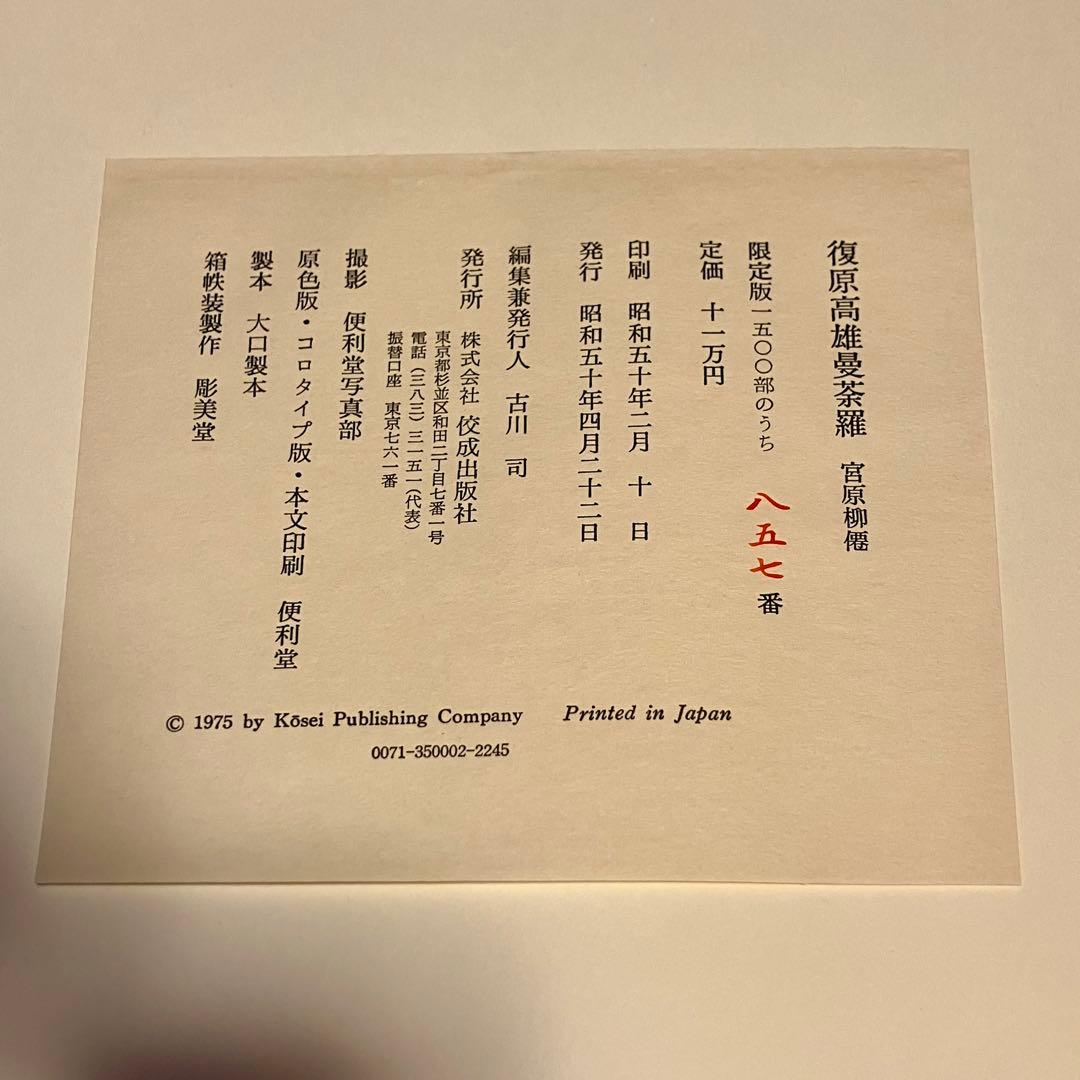 復原高雄曼荼羅　宮原柳僊
限定版一五〇〇部のうち　八五七番
定価　十一万円
印刷　昭和五十年二月　十　日
発行　昭和五十年四月二十二日
編集兼発行人　古川　司
発行所　株式会社　佼成出版社
東京都杉並区和田二丁目七番一号
電話（三八三）三一五一（代表）
振替口座　東京七六一番
撮影　便利堂写真部
原色版・コロタイプ版・本文印刷　便利堂
製本　大口製本
箱帙装製作　彫美堂
© 1975 by Kōsei Publishing Company　Printed in Japan
0071-350002-2245